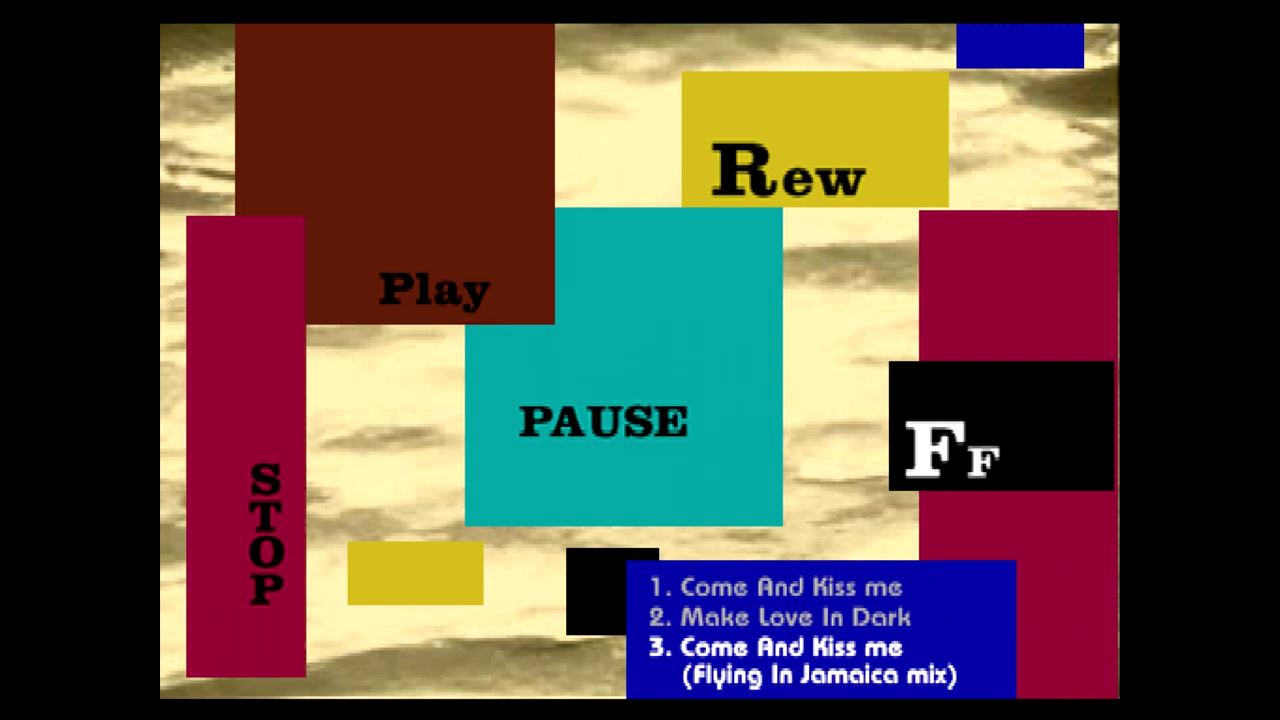 Rew
Play
PAUSE
FF
STOP
1. Come And Kiss me
2. Make Love In Dark
3. Come And Kiss me
(Flying In Jamaica mix)